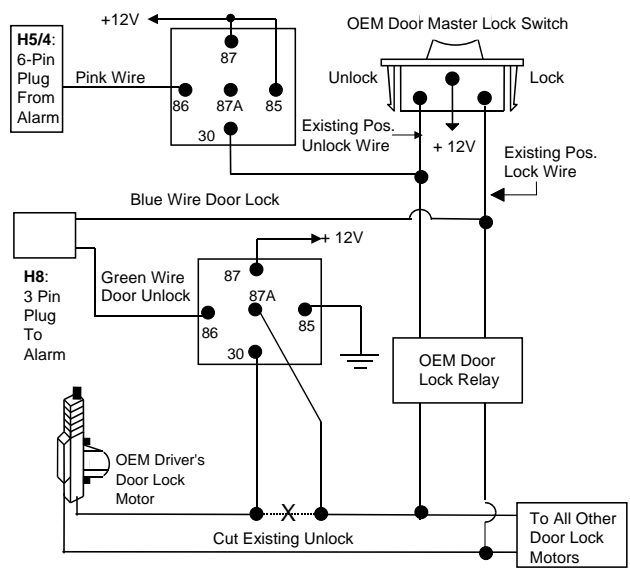 +12V
OEM Door Master Lock Switch
H5/4:
6-Pin
Plug
From
Alarm
Pink Wire
87
86
87A
85
30
Unlock
Lock
Existing Pos.
Unlock Wire
+ 12V
Existing Pos.
Lock Wire
Blue Wire Door Lock
+ 12V
H8:
3 Pin
Plug
To
Alarm
Green Wire
Door Unlock
87
87A
86
85
30
OEM Door
Lock Relay
OEM Driver's
Door Lock
Motor
X
Cut Existing Unlock
To All Other
Door Lock
Motors